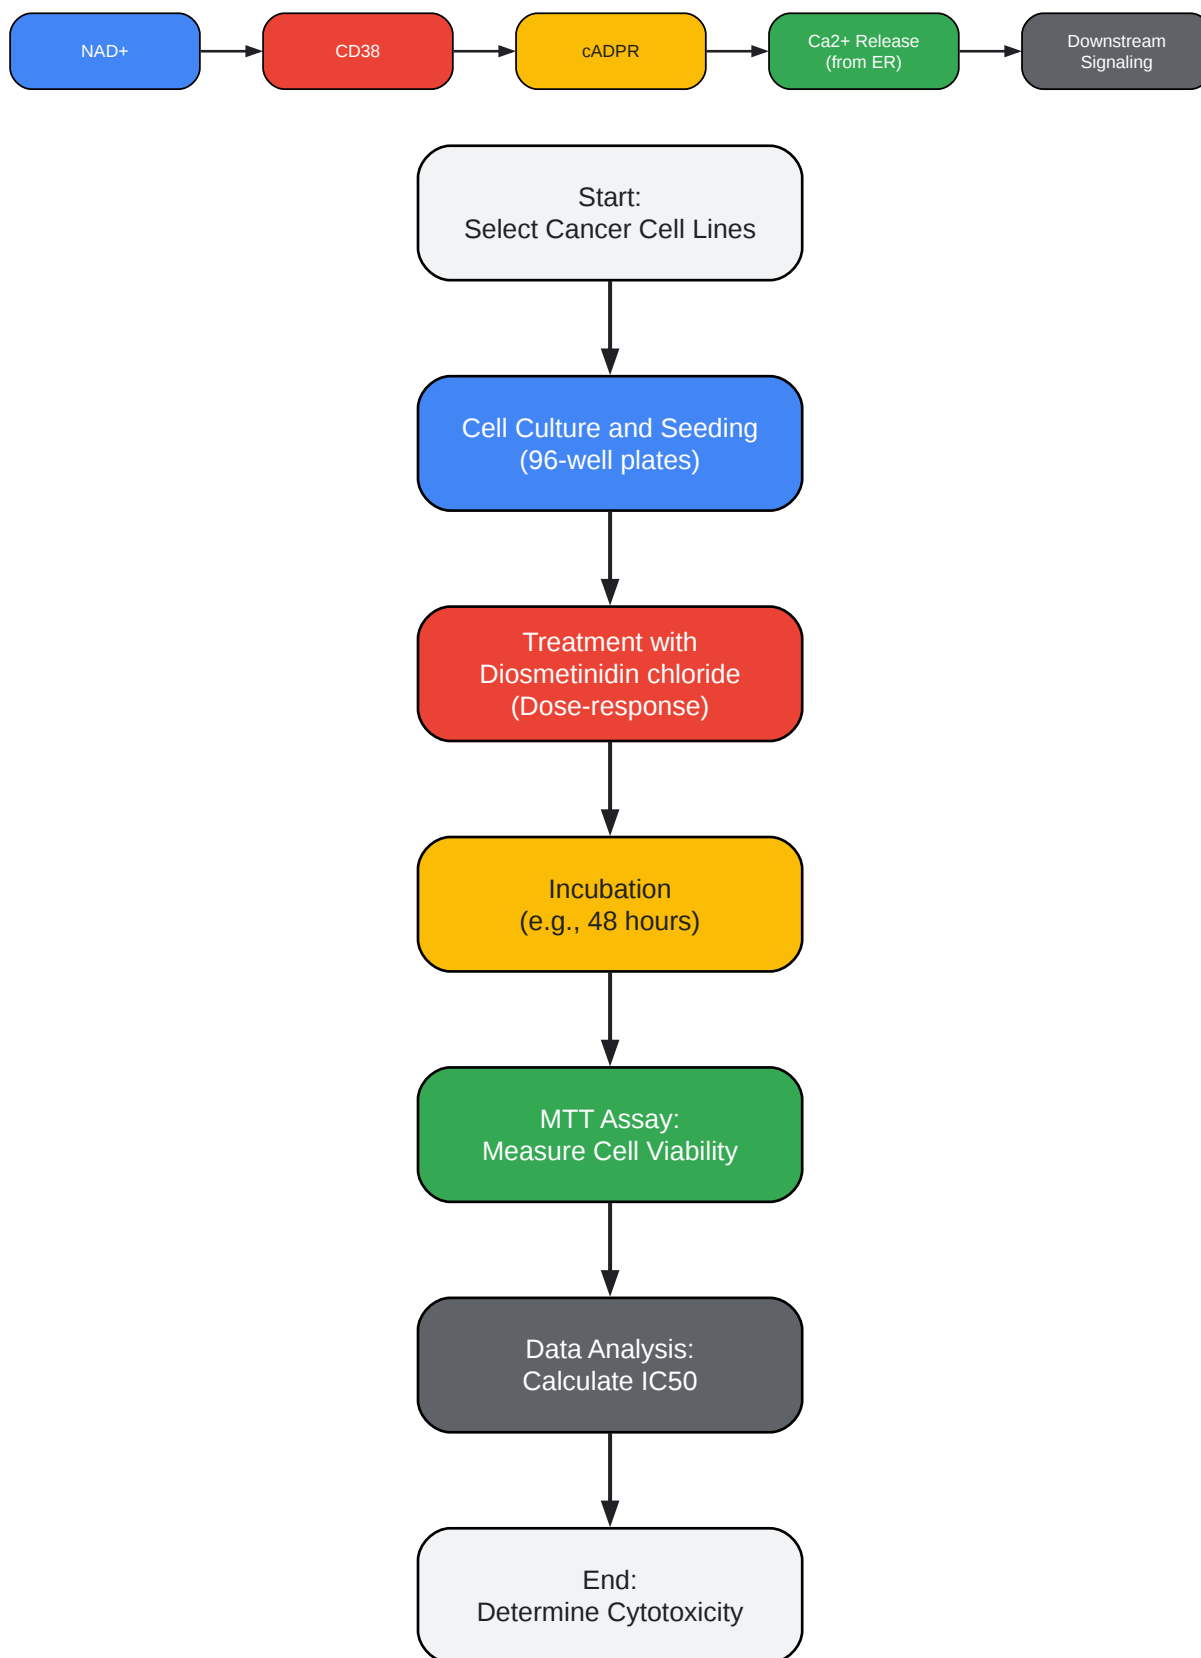 NAD+
CD38
cADPR
Ca2+ Release
(from ER)
Downstream
Signaling
Start:
Select Cancer Cell Lines
Cell Culture and Seeding
(96-well plates)
Treatment with
Diosmetinidin chloride
(Dose-response)
Incubation
(e.g., 48 hours)
MTT Assay:
Measure Cell Viability
Data Analysis:
Calculate IC50
End:
Determine Cytotoxicity